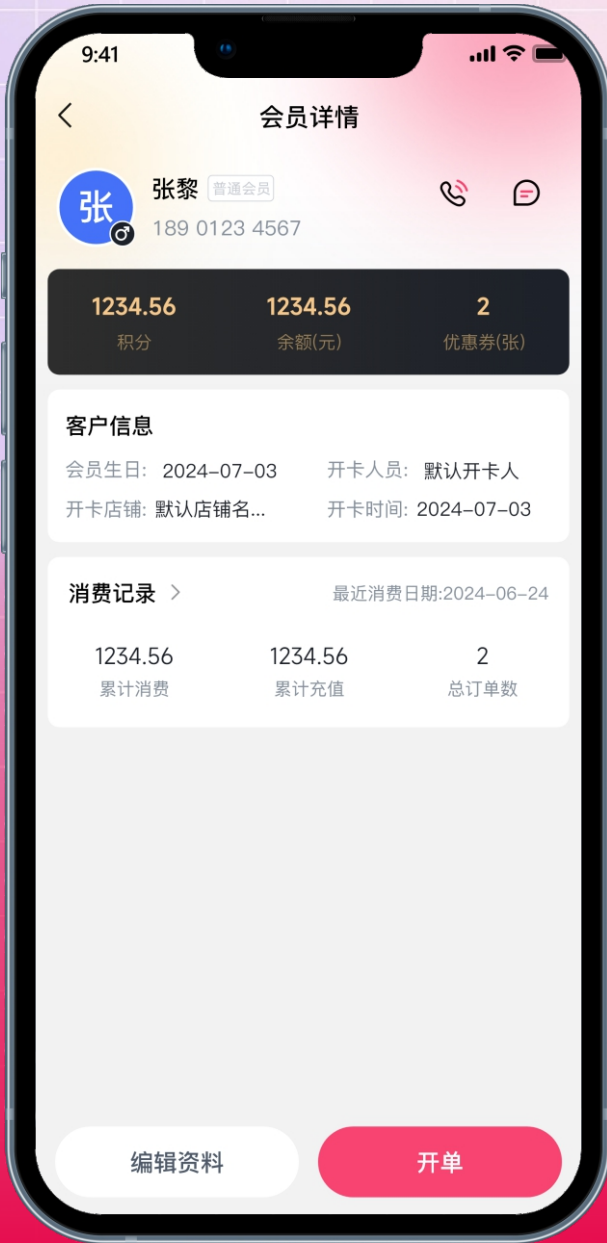 9:41
会员详情
张
张黎 普通会员
189 0123 4567
1234.56 1234.56 2
积分 余额(元) 优惠券(张)
客户信息
会员生日: 2024-07-03 开卡人员: 默认开卡人
开卡店铺: 默认店铺名... 开卡时间: 2024-07-03
消费记录 最近消费日期:2024-06-24
1234.56 1234.56 2
累计消费 累计充值 总订单数
编辑资料 开单